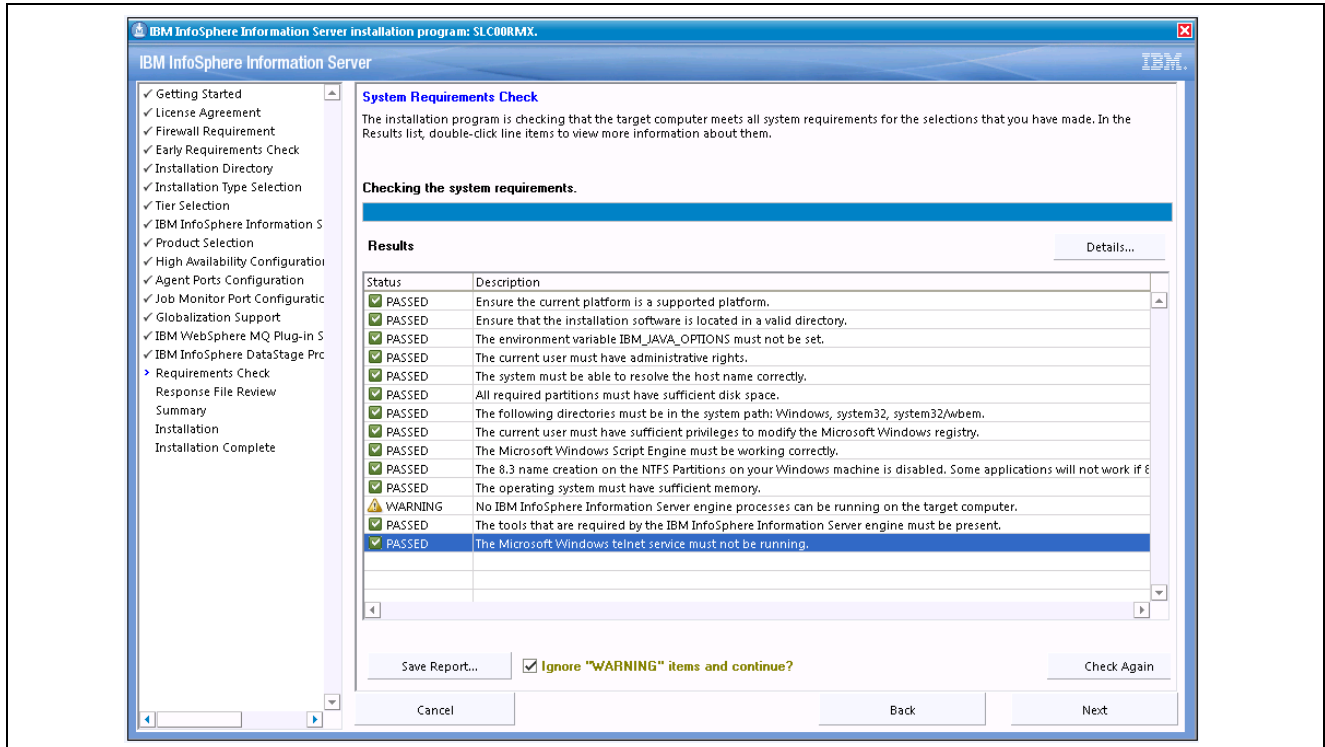 IBM InfoSphere Information Server installation program: SLC00RMX.
IBM InfoSphere Information Server
IBM.
✓ Getting Started
✓ License Agreement
✓ Firewall Requirement
✓ Early Requirements Check
✓ Installation Directory
✓ Installation Type Selection
✓ Tier Selection
✓ IBM InfoSphere Information S
✓ Product Selection
✓ High Availability Configuration
✓ Agent Ports Configuration
✓ Job Monitor Port Configuratic
✓ Globalization Support
✓ IBM WebSphere MQ Plug-in S
✓ IBM InfoSphere DataStage Pro
> Requirements Check
Response File Review
Summary
Installation
Installation Complete
System Requirements Check
The installation program is checking that the target computer meets all system requirements for the selections that you have made. In the
Results list, double-click line items to view more information about them.
Checking the system requirements.
Results
Details...
Status Description
PASSED Ensure the current platform is a supported platform.
PASSED Ensure that the installation software is located in a valid directory.
PASSED The environment variable IBM_JAVA_OPTIONS must not be set.
PASSED The current user must have administrative rights.
PASSED The system must be able to resolve the host name correctly.
PASSED All required partitions must have sufficient disk space.
PASSED The following directories must be in the system path: Windows, system32, system32/wbem.
PASSED The current user must have sufficient privileges to modify the Microsoft Windows registry.
PASSED The Microsoft Windows Script Engine must be working correctly.
PASSED The 8.3 name creation on the NTFS Partitions on your Windows machine is disabled. Some applications will not work if 8
PASSED The operating system must have sufficient memory.
WARNING No IBM InfoSphere Information Server engine processes can be running on the target computer.
PASSED The tools that are required by the IBM InfoSphere Information Server engine must be present.
PASSED The Microsoft Windows telnet service must not be running.
Save Report...
Ignore "WARNING" items and continue?
Check Again
Cancel
Back
Next